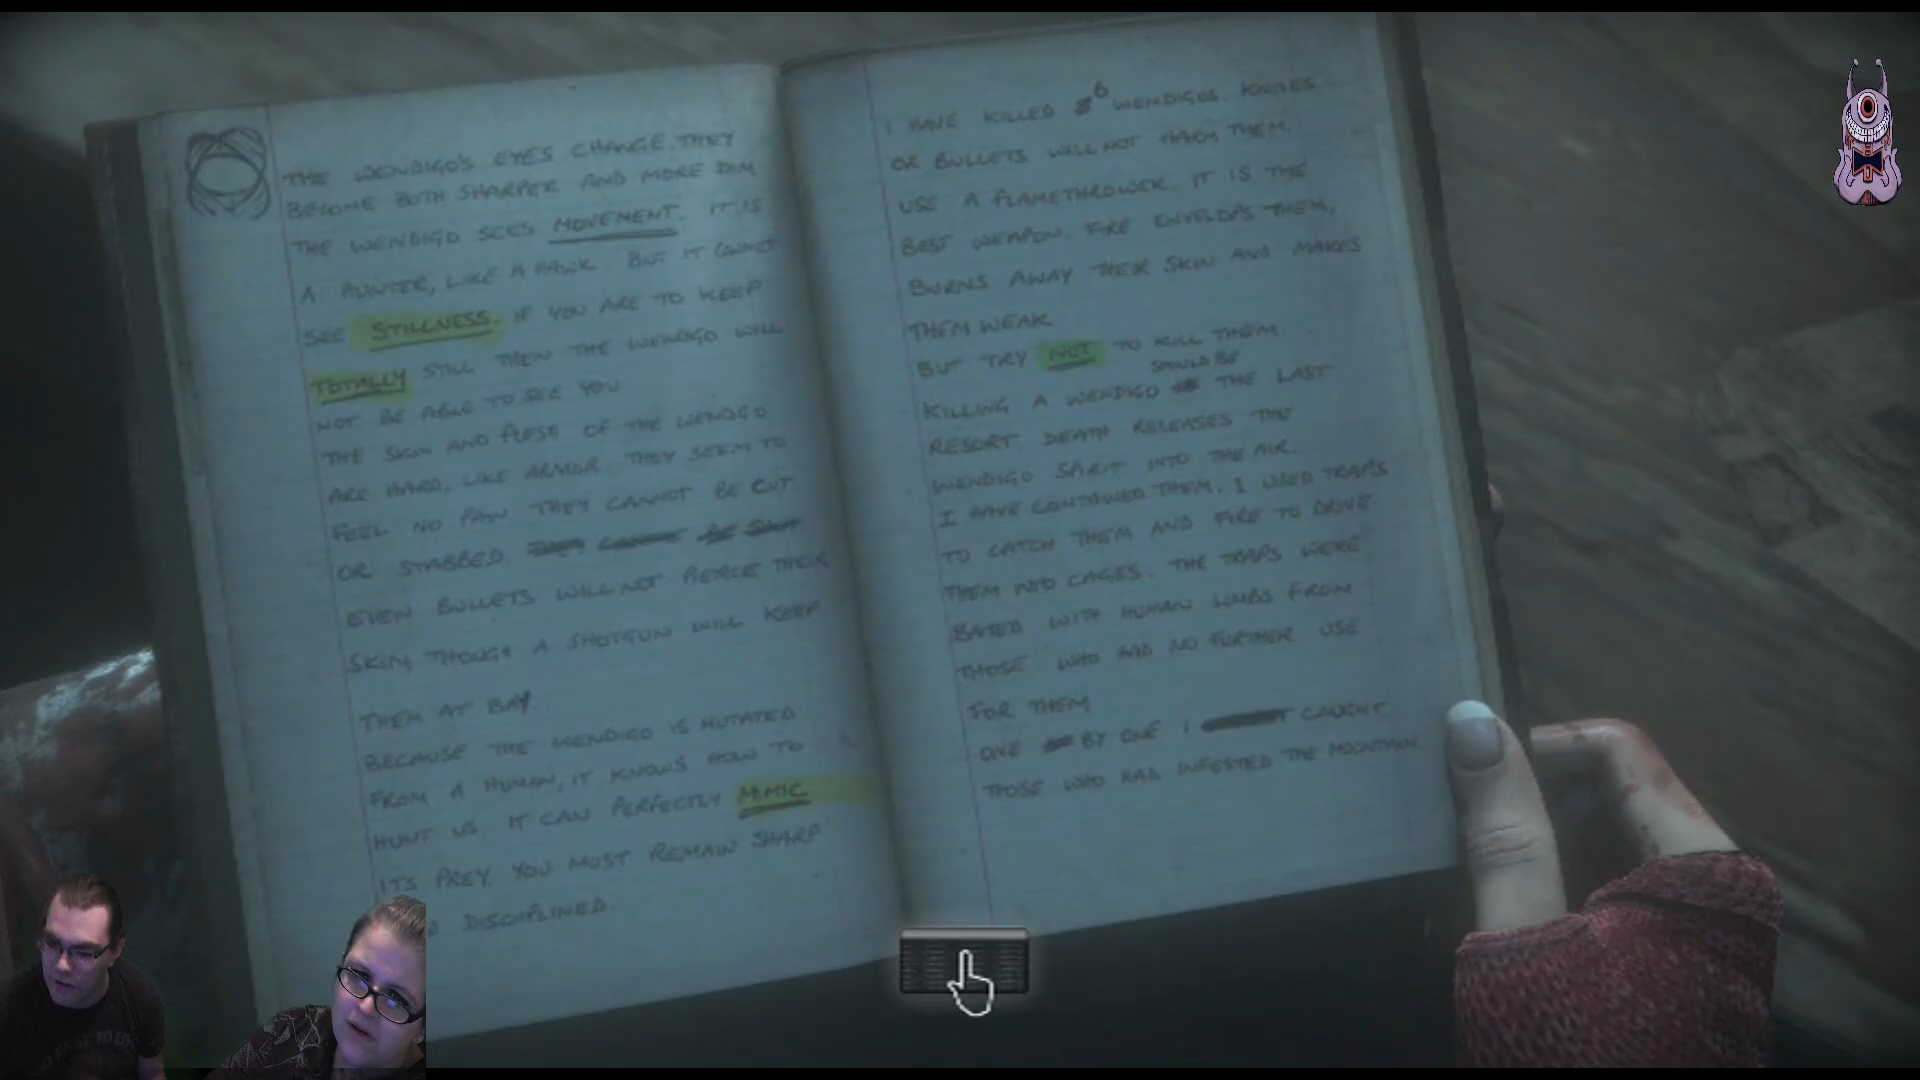 THE WENDIGO'S EYES CHANGE. THEY
BECOME BOTH SHARPER AND MORE DIM
THE WENDIGO SEES MOVEMENT. IT IS
A HUNTER, LIKE A HAWK BUT IT CANNOT
SEE STILLNESS. IF YOU ARE TO KEEP
TOTALLY STILL THEN THE WENDIGO WILL
NOT BE ABLE TO SEE YOU
THE SKIN AND FLESH OF THE WENDIGO
ARE HARD, LIKE ARMOR. THEY SEEM TO
FEEL NO PAIN THEY CANNOT BE CUT
OR STABBED.
EVEN BULLETS WILL NOT PIERCE THEIR
SKIN, THOUGH A SHOTGUN WILL KEEP
THEM AT BAY.
BECAUSE THE WENDIGO IS MUTATED
FROM A HUMAN, IT KNOWS HOW TO
HUNT US IT CAN PERFECTLY MIMIC
ITS PREY. YOU MUST REMAIN SHARP
DISCIPLINED.
I HAVE KILLED 6 WENDIGOS. KNIVES
OR BULLETS WILL NOT HARM THEM.
USE A FLAMETHROWER. IT IS THE
BEST WEAPON. FIRE ENVELOPS THEM,
BURNS AWAY THEIR SKIN AND MAKES
THEM WEAK
BUT TRY NOT TO KILL THEM
KILLING A WENDIGO SHOULD BE THE LAST
RESORT. DEATH RELEASES THE
WENDIGO SPIRIT INTO THE AIR.
I HAVE CONTAINED THEM. I USED TRAPS
TO CATCH THEM AND FIRE TO DRIVE
THEM INTO CAGES. THE TRAPS WERE
BAITED WITH HUMAN LIMBS FROM
THOSE WHO HAD NO FURTHER USE
FOR THEM
ONE BY ONE I CAUGHT
THOSE WHO HAD INFESTED THE MOUNTAIN.